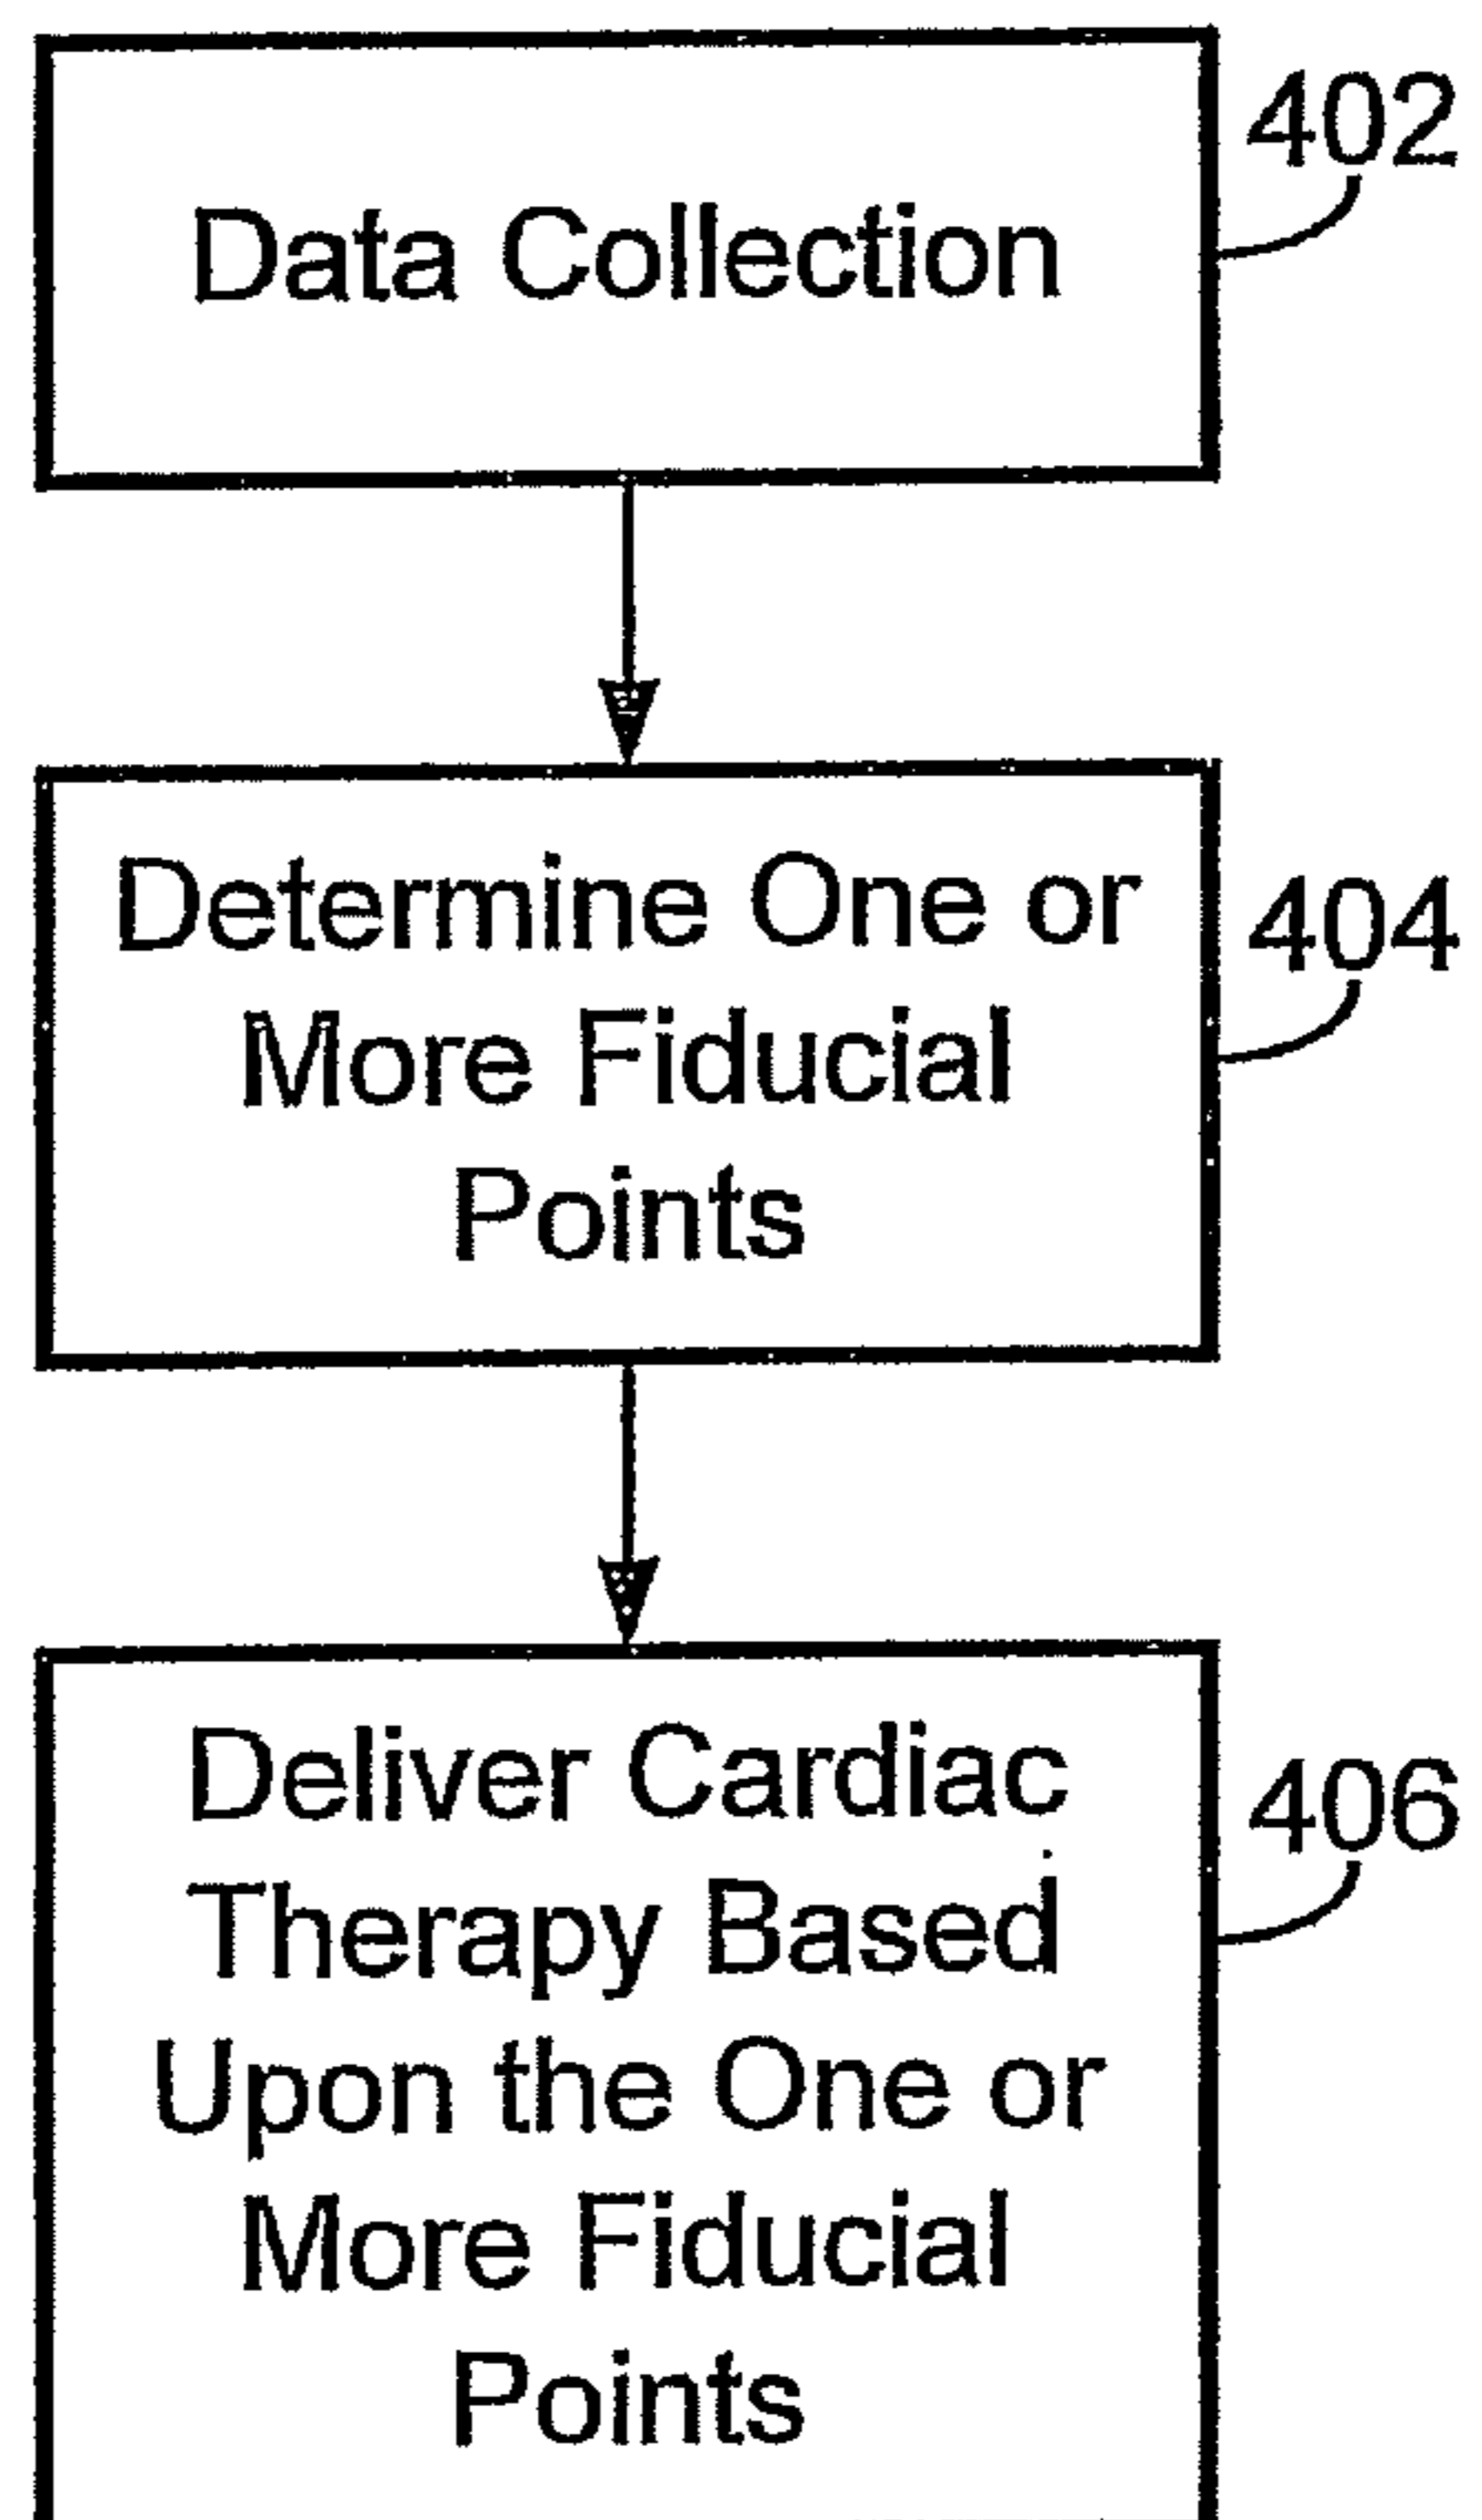 402
Data Collection
Determine One or
404
More Fiducial
Points
Deliver Cardiac
406
Therapy Based
Upon the One or
More Fiducial
Points